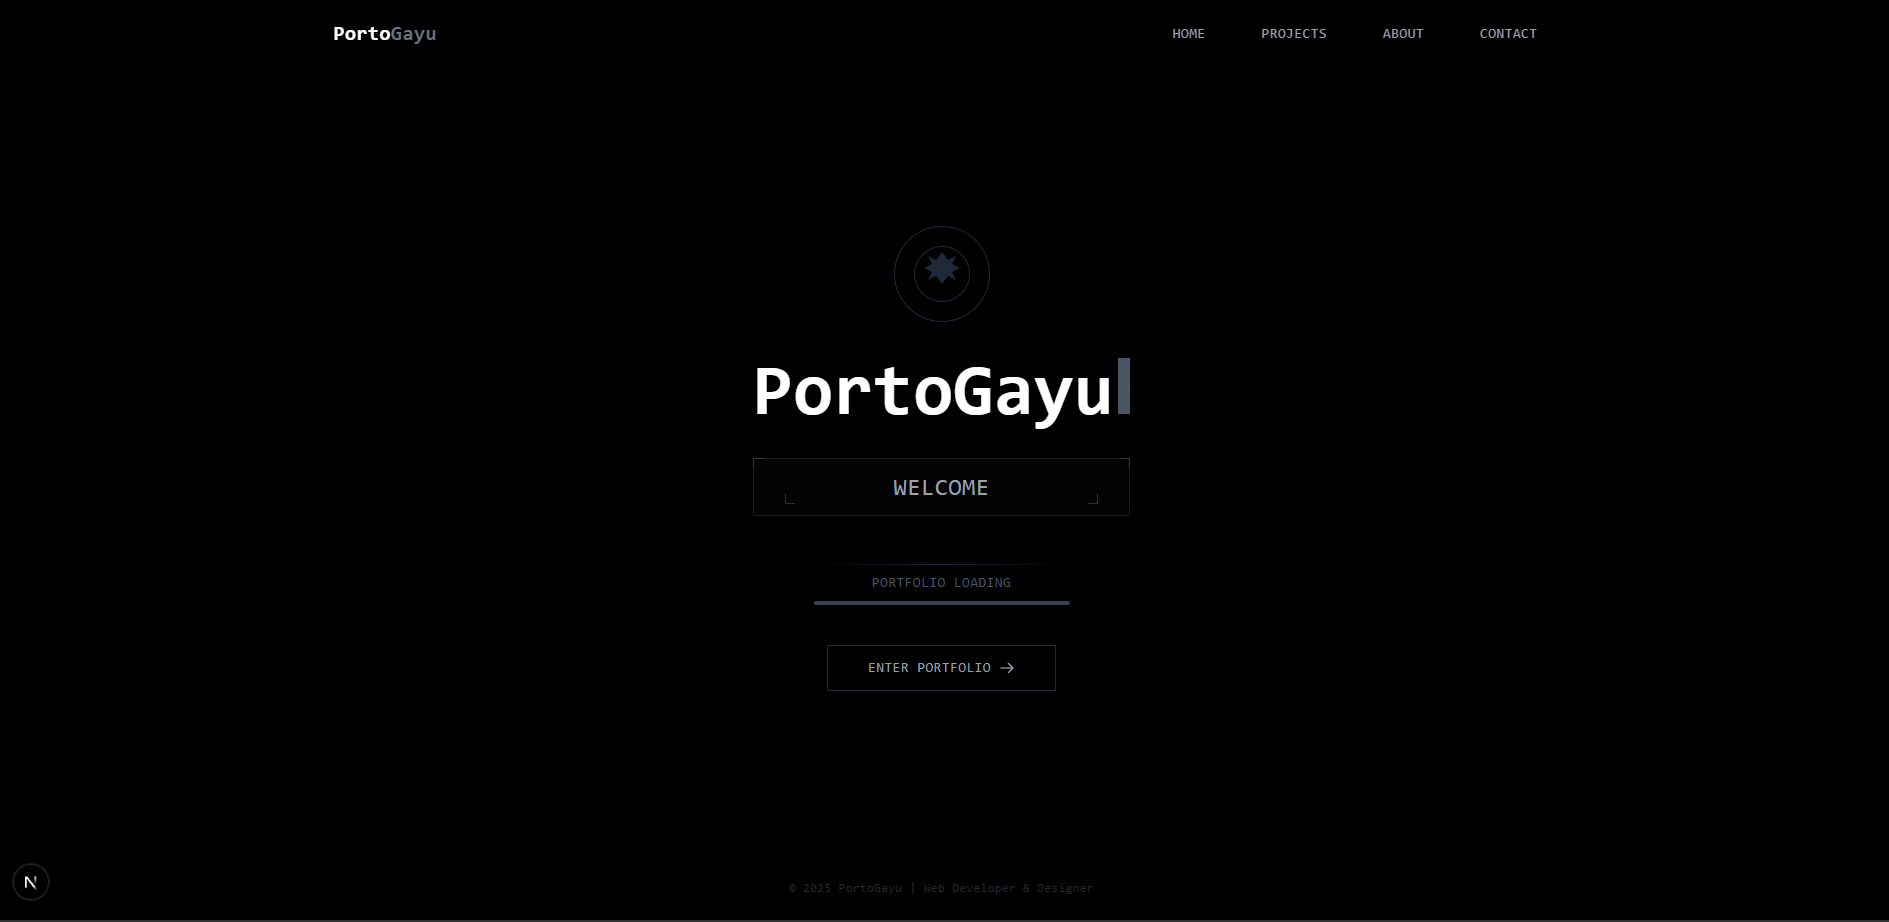 PortoGayu
HOME PROJECTS ABOUT CONTACT
PortoGayu
WELCOME
PORTFOLIO LOADING
ENTER PORTFOLIO →
N
© 2025 PortoGayu | Web Developer & Designer